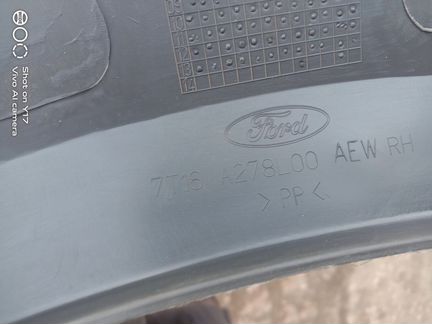 Ford
7T16 A278L00 AEW RH
>PP<
Shot on Y17
Vivo AI camera